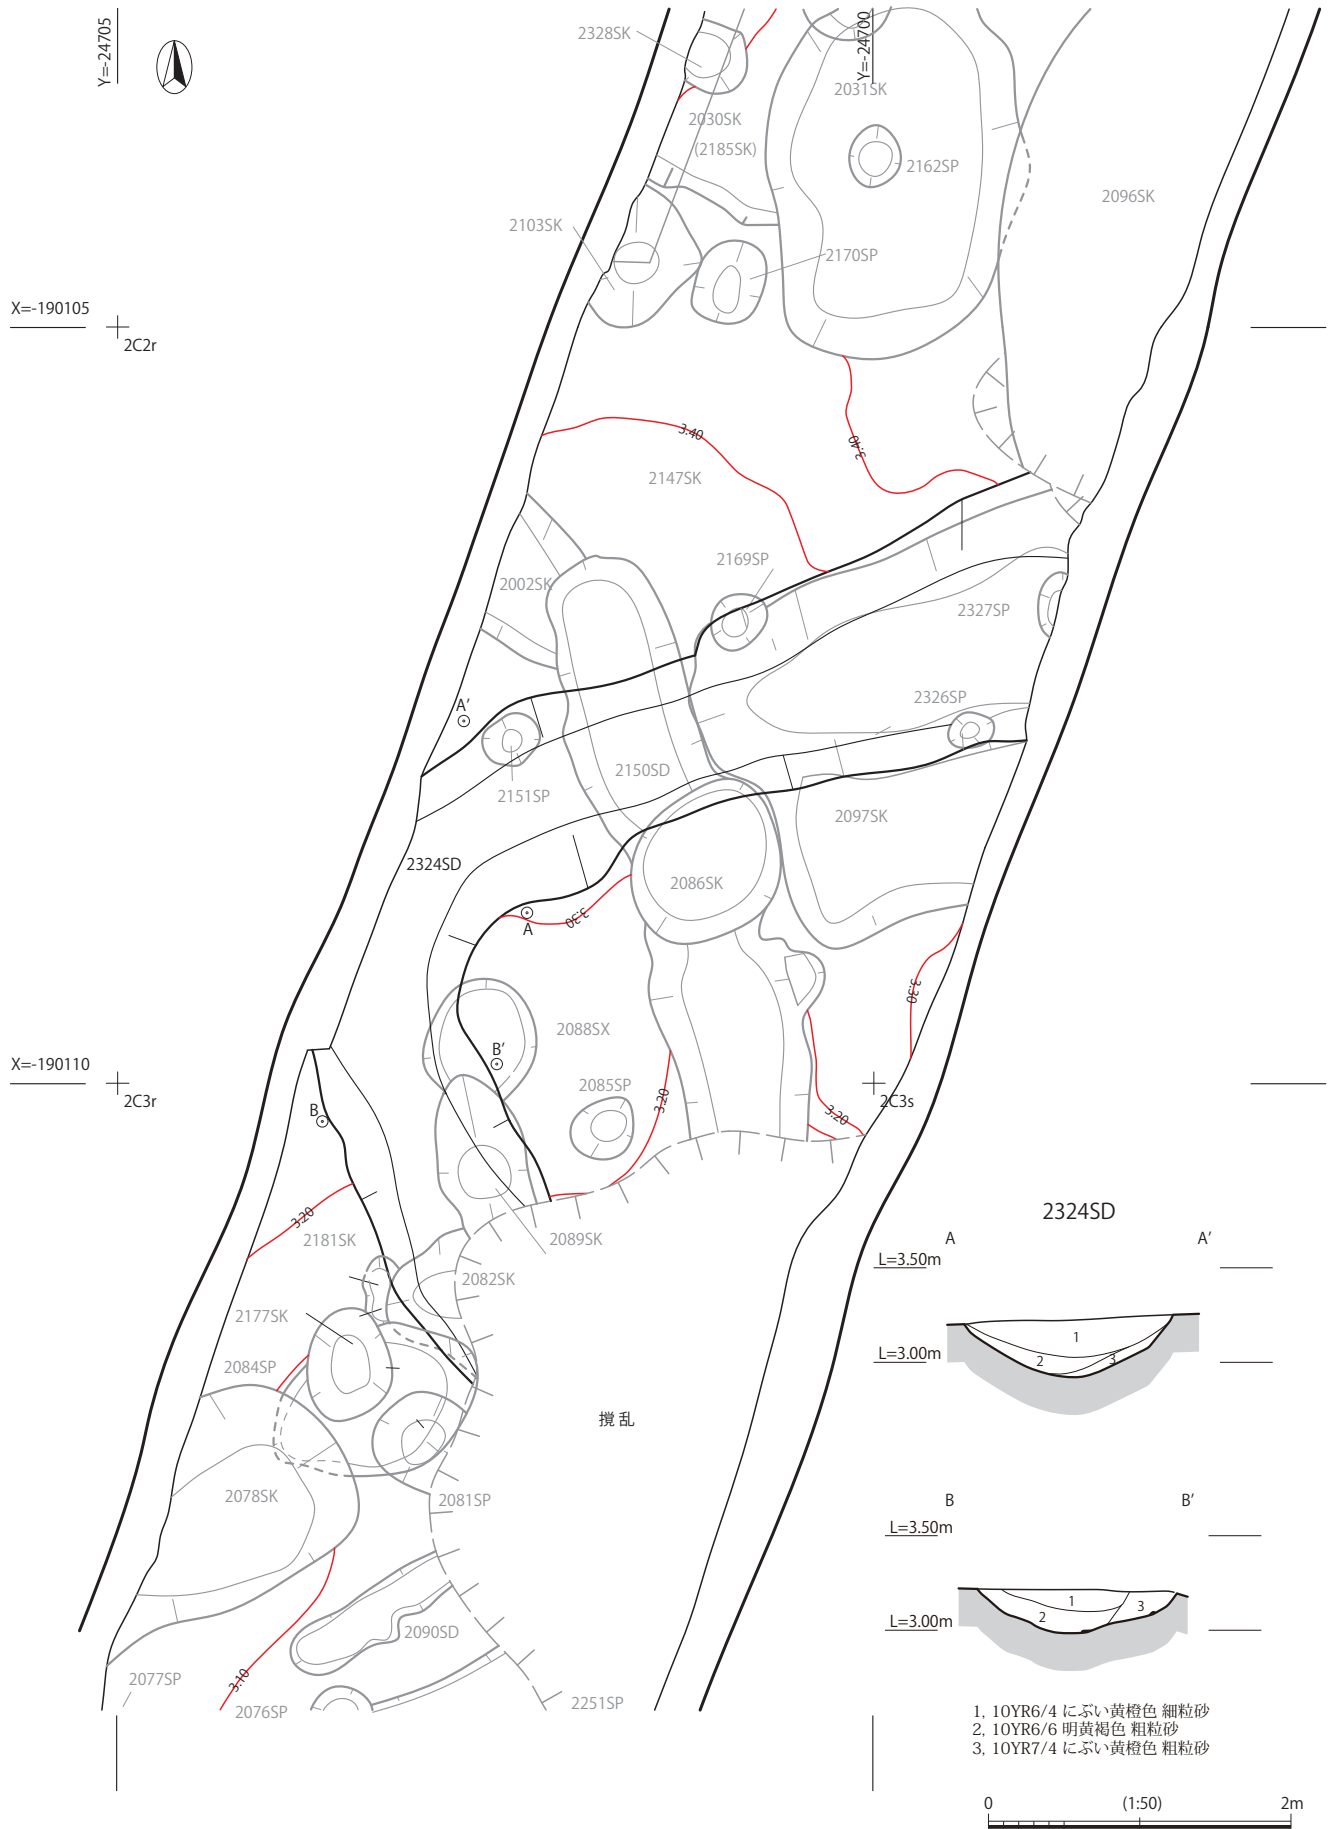 Y=-24705
Y=-24700
2328SK
2031SK
2030SK
(2185SK)
2162SP
2096SK
2103SK
2170SP
X=-190105
2C2r
3.40
3.40
2147SK
2169SP
2002SK
2327SP
2326SP
A’
2150SD
2151SP
2097SK
2324SD
2086SK
A
3.30
3.30
2088SX
B’
X=-190110
2085SP
2C3r
B
3.20
3.20
2C3s
3.20
2181SK
2089SK
2082SK
2177SK
2084SP
撹乱
2078SK
2081SP
2090SD
2077SP
3.10
2076SP
2251SP
2324SD
A
A’
L=3.50m
1
L=3.00m
2
3
B
B’
L=3.50m
1
3
2
L=3.00m
1, 10YR6/4 にぶい黄橙色 細粒砂
2, 10YR6/6 明黄褐色 粗粒砂
3, 10YR7/4 にぶい黄橙色 粗粒砂
0 (1:50) 2m